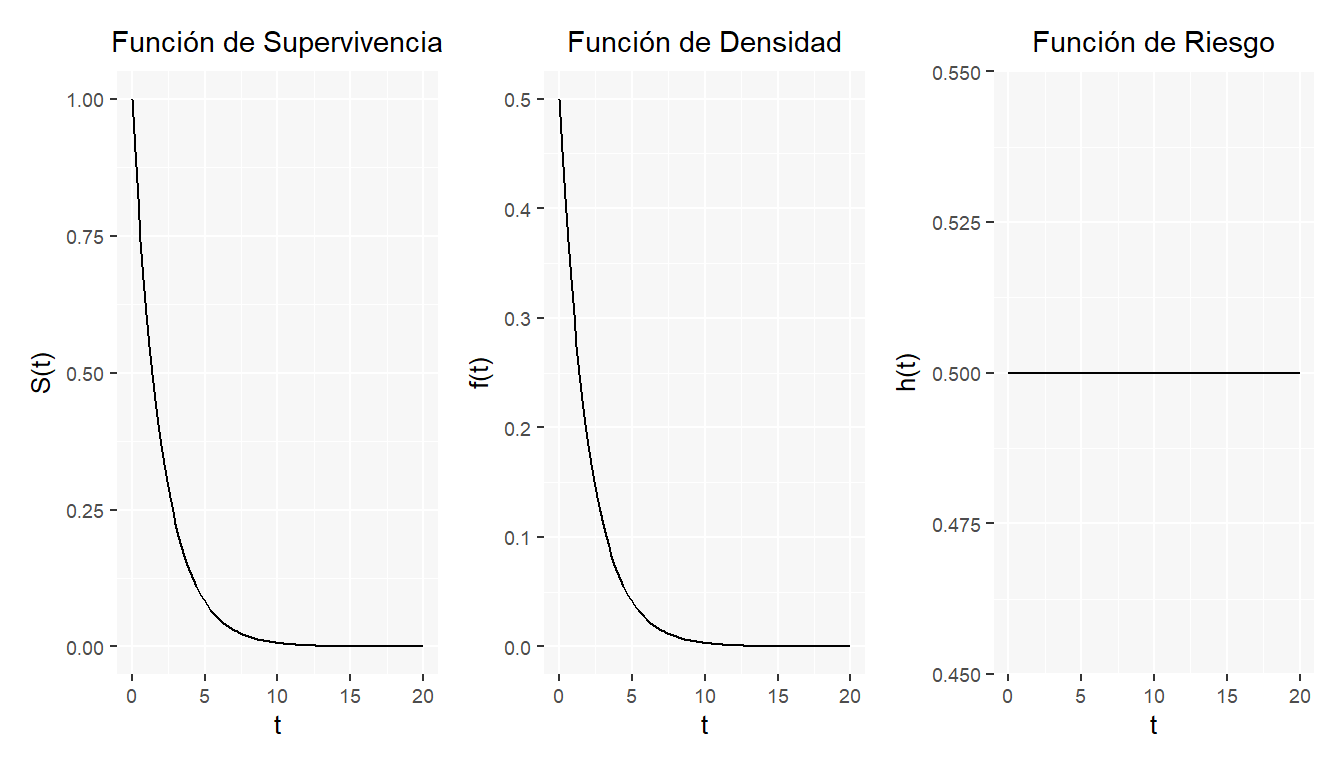 Función de Supervivencia
S(t)
1.00
0.75
0.50
0.25
0.00
0 5 10 15 20
t
Función de Densidad
f(t)
0.5
0.4
0.3
0.2
0.1
0.0
0 5 10 15 20
t
Función de Riesgo
h(t)
0.550
0.525
0.500
0.475
0.450
0 5 10 15 20
t